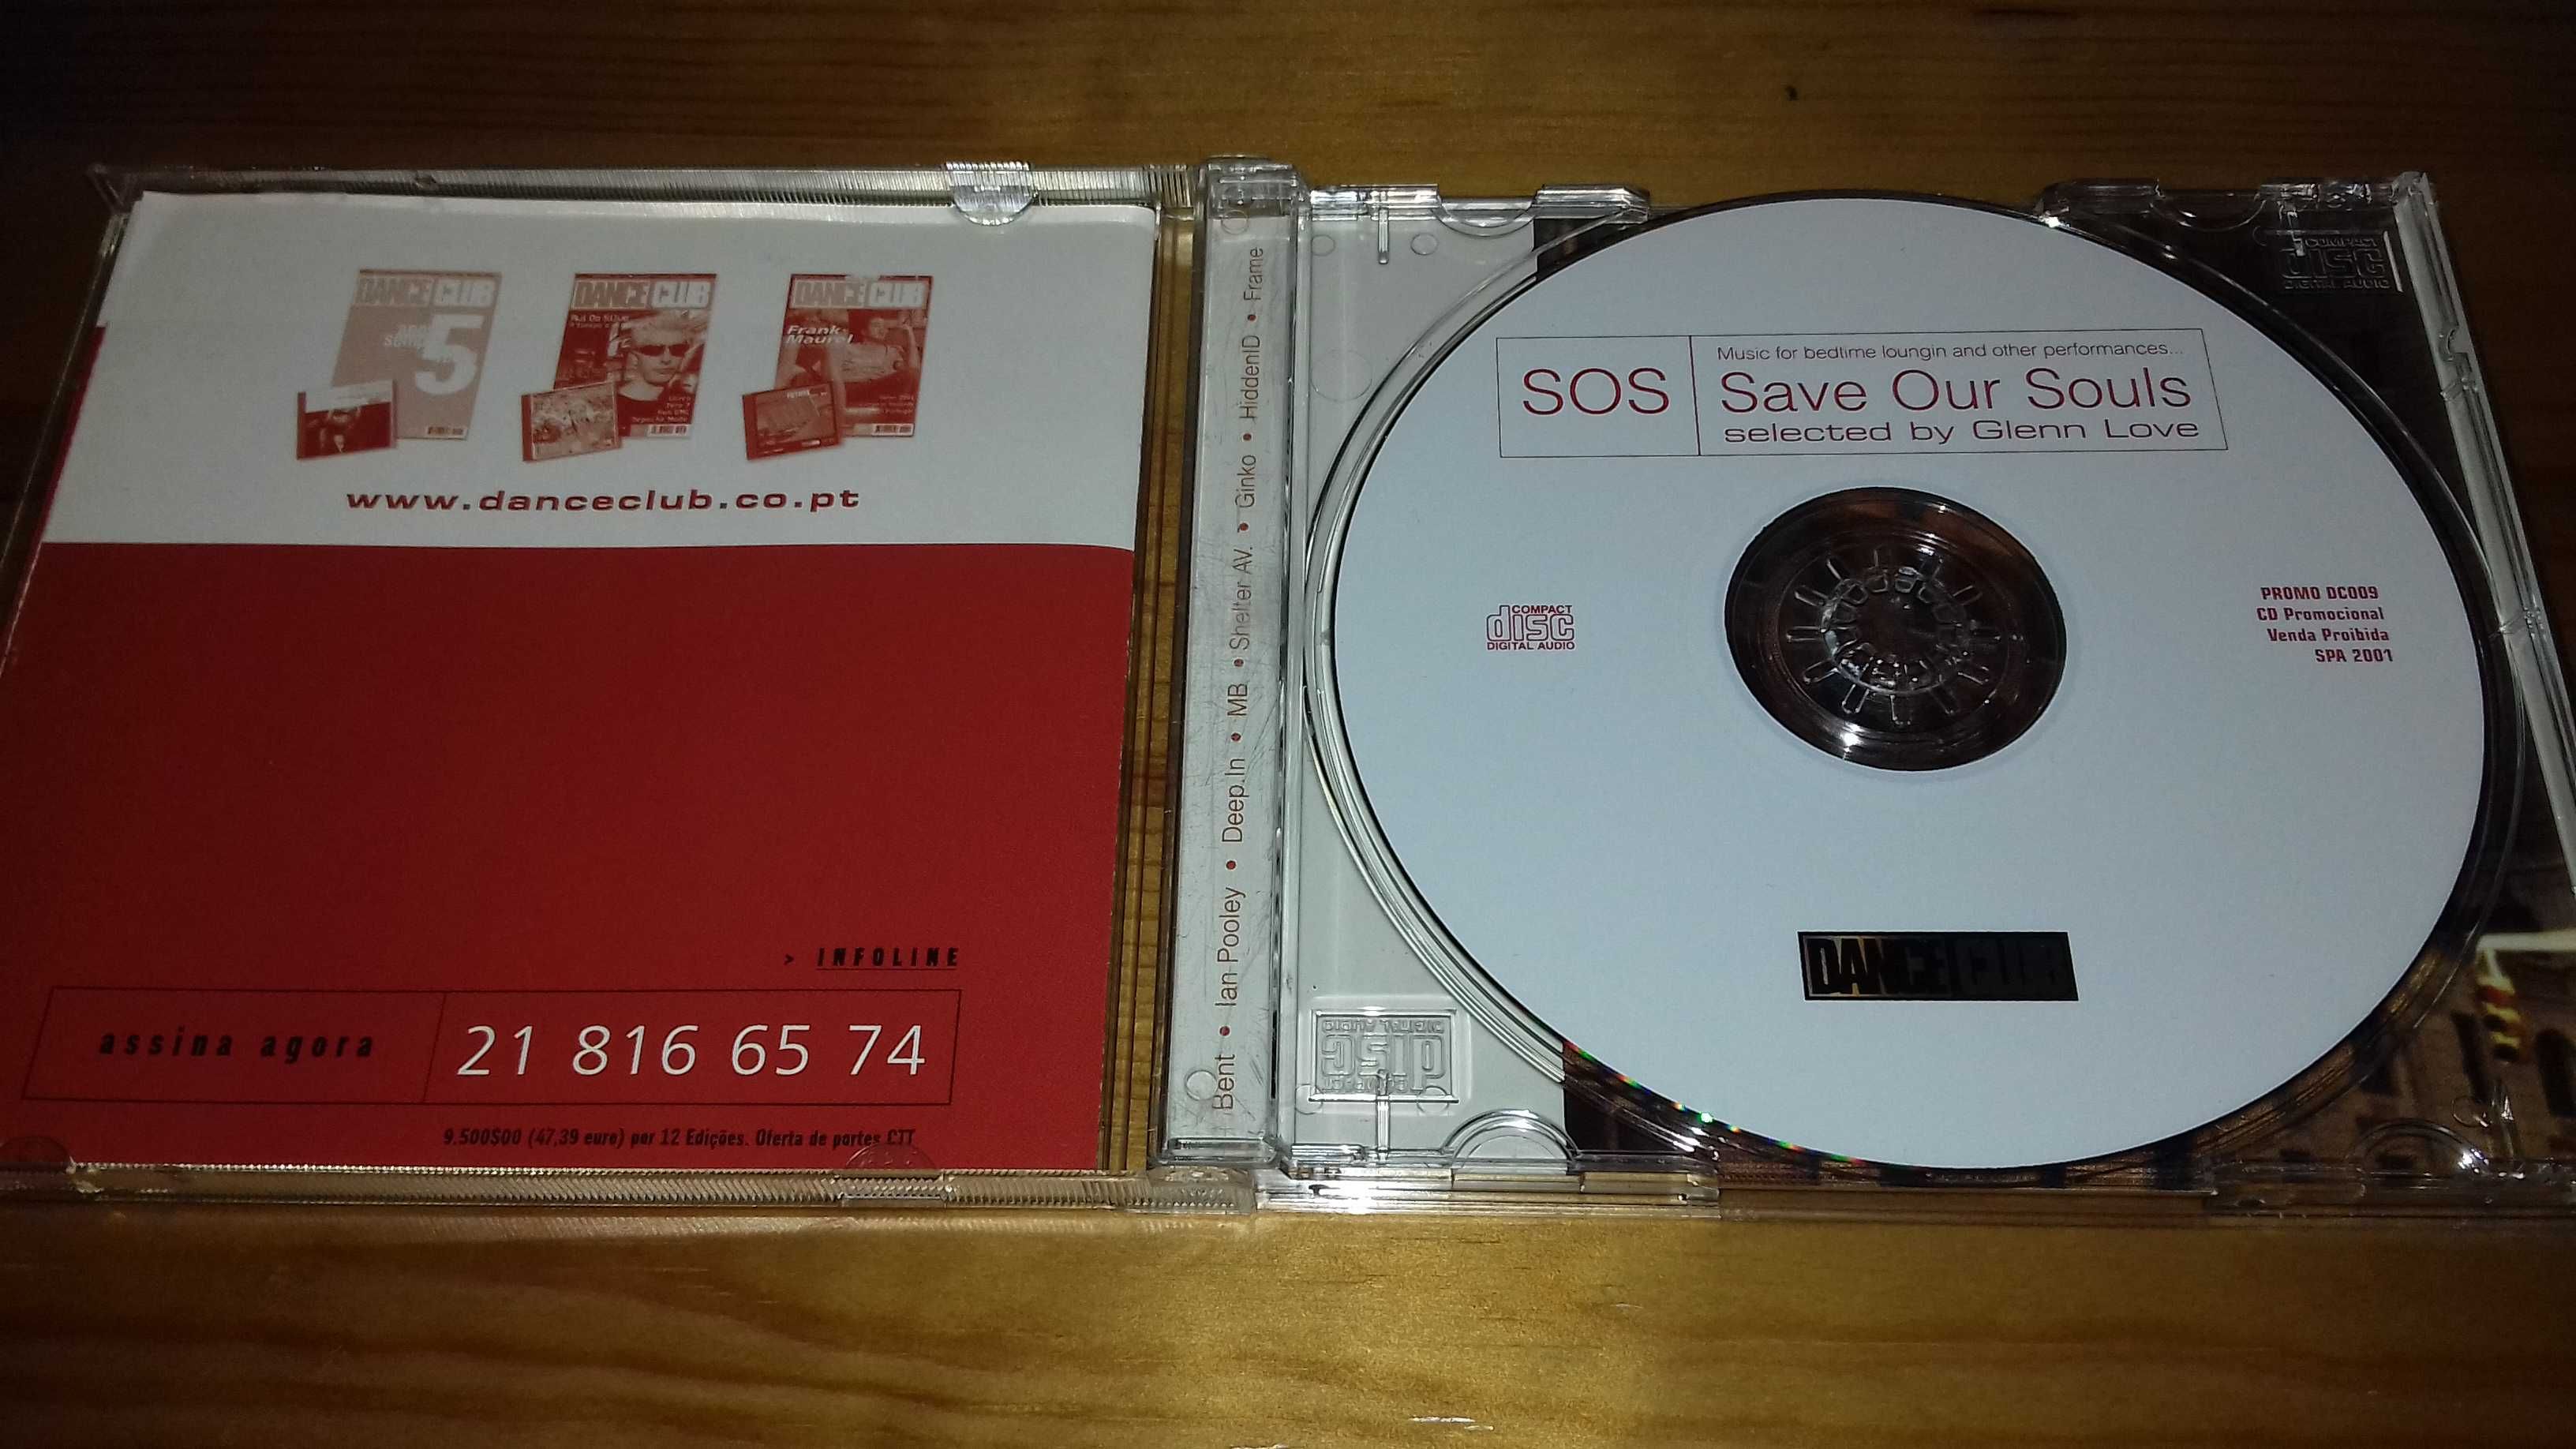 DANCE CLUB
5
DANCE CLUB
DANCE CLUB
Frank Maurel
www.danceclub.co.pt
> INFOLINE
assina agora
21 816 65 74
9.500$00 (47,39 euro) por 12 Edições. Oferta de portes CTT
Bent • Ian Pooley • Deep.In • MB • Shelter AV. • Ginko • HiddenID • Frame
SOS
Music for bedtime loungin and other performances...
Save Our Souls
selected by Glenn Love
COMPACT
disc
DIGITAL AUDIO
PROMO DC009
CD Promocional
Venda Proibida
SPA 2001
DANCE CLUB
COMPACT
disc
DIGITAL AUDIO
COMPACT
disc
DIGITAL AUDIO